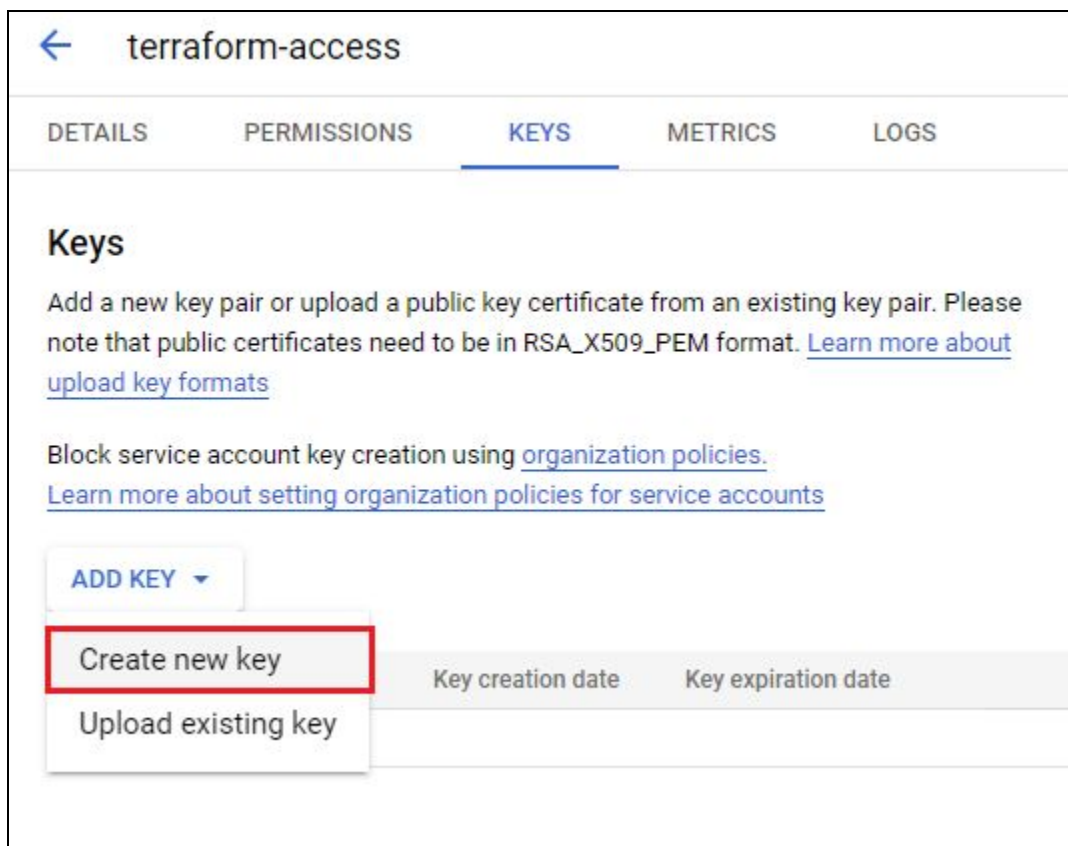 terraform-access
DETAILS PERMISSIONS KEYS METRICS LOGS
Keys
Add a new key pair or upload a public key certificate from an existing key pair. Please
note that public certificates need to be in RSA_X509_PEM format. Learn more about
upload key formats
Block service account key creation using organization policies.
Learn more about setting organization policies for service accounts
ADD KEY
Create new key
Key creation date Key expiration date
Upload existing key